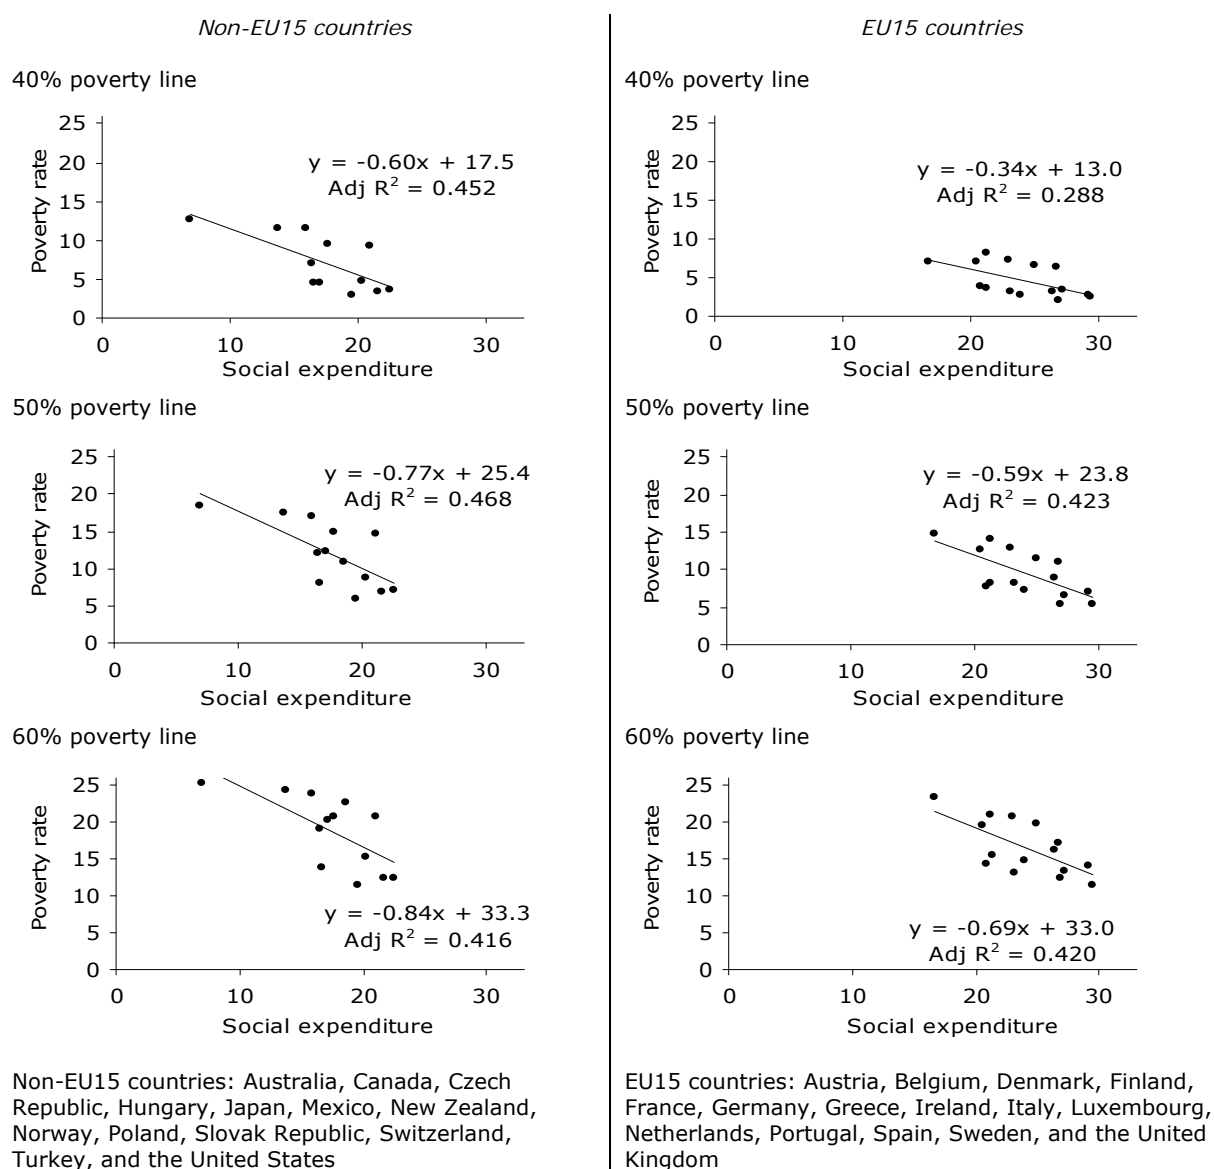 Non-EU15 countries
40% poverty line
25
20
15
10
5
0
Poverty rate
y = -0.60x + 17.5
Adj R² = 0.452
0 10 20 30
Social expenditure
50% poverty line
25
20
15
10
5
0
Poverty rate
y = -0.77x + 25.4
Adj R² = 0.468
0 10 20 30
Social expenditure
60% poverty line
25
20
15
10
5
0
Poverty rate
y = -0.84x + 33.3
Adj R² = 0.416
0 10 20 30
Social expenditure
Non-EU15 countries: Australia, Canada, Czech
Republic, Hungary, Japan, Mexico, New Zealand,
Norway, Poland, Slovak Republic, Switzerland,
Turkey, and the United States
EU15 countries
40% poverty line
25
20
15
10
5
0
Poverty rate
y = -0.34x + 13.0
Adj R² = 0.288
0 10 20 30
Social expenditure
50% poverty line
25
20
15
10
5
0
Poverty rate
y = -0.59x + 23.8
Adj R² = 0.423
0 10 20 30
Social expenditure
60% poverty line
25
20
15
10
5
0
Poverty rate
y = -0.69x + 33.0
Adj R² = 0.420
0 10 20 30
Social expenditure
EU15 countries: Austria, Belgium, Denmark, Finland,
France, Germany, Greece, Ireland, Italy, Luxembourg,
Netherlands, Portugal, Spain, Sweden, and the United
Kingdom